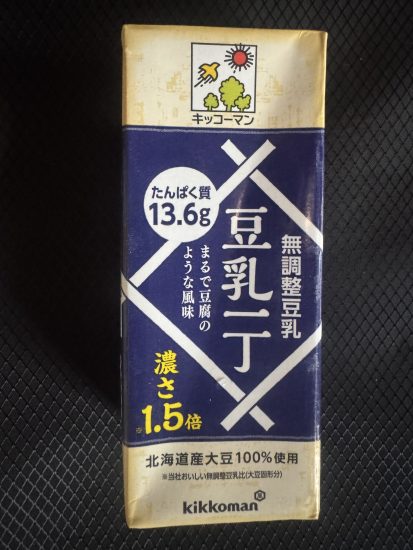 キッコーマン
たんぱく質
13.6g
無調整豆乳
豆乳一丁
まるで豆腐の
ような風味
濃さ
※1.5倍
北海道産大豆100%使用
※当社おいしい無調整豆乳比(大豆固形分)
kikkoman